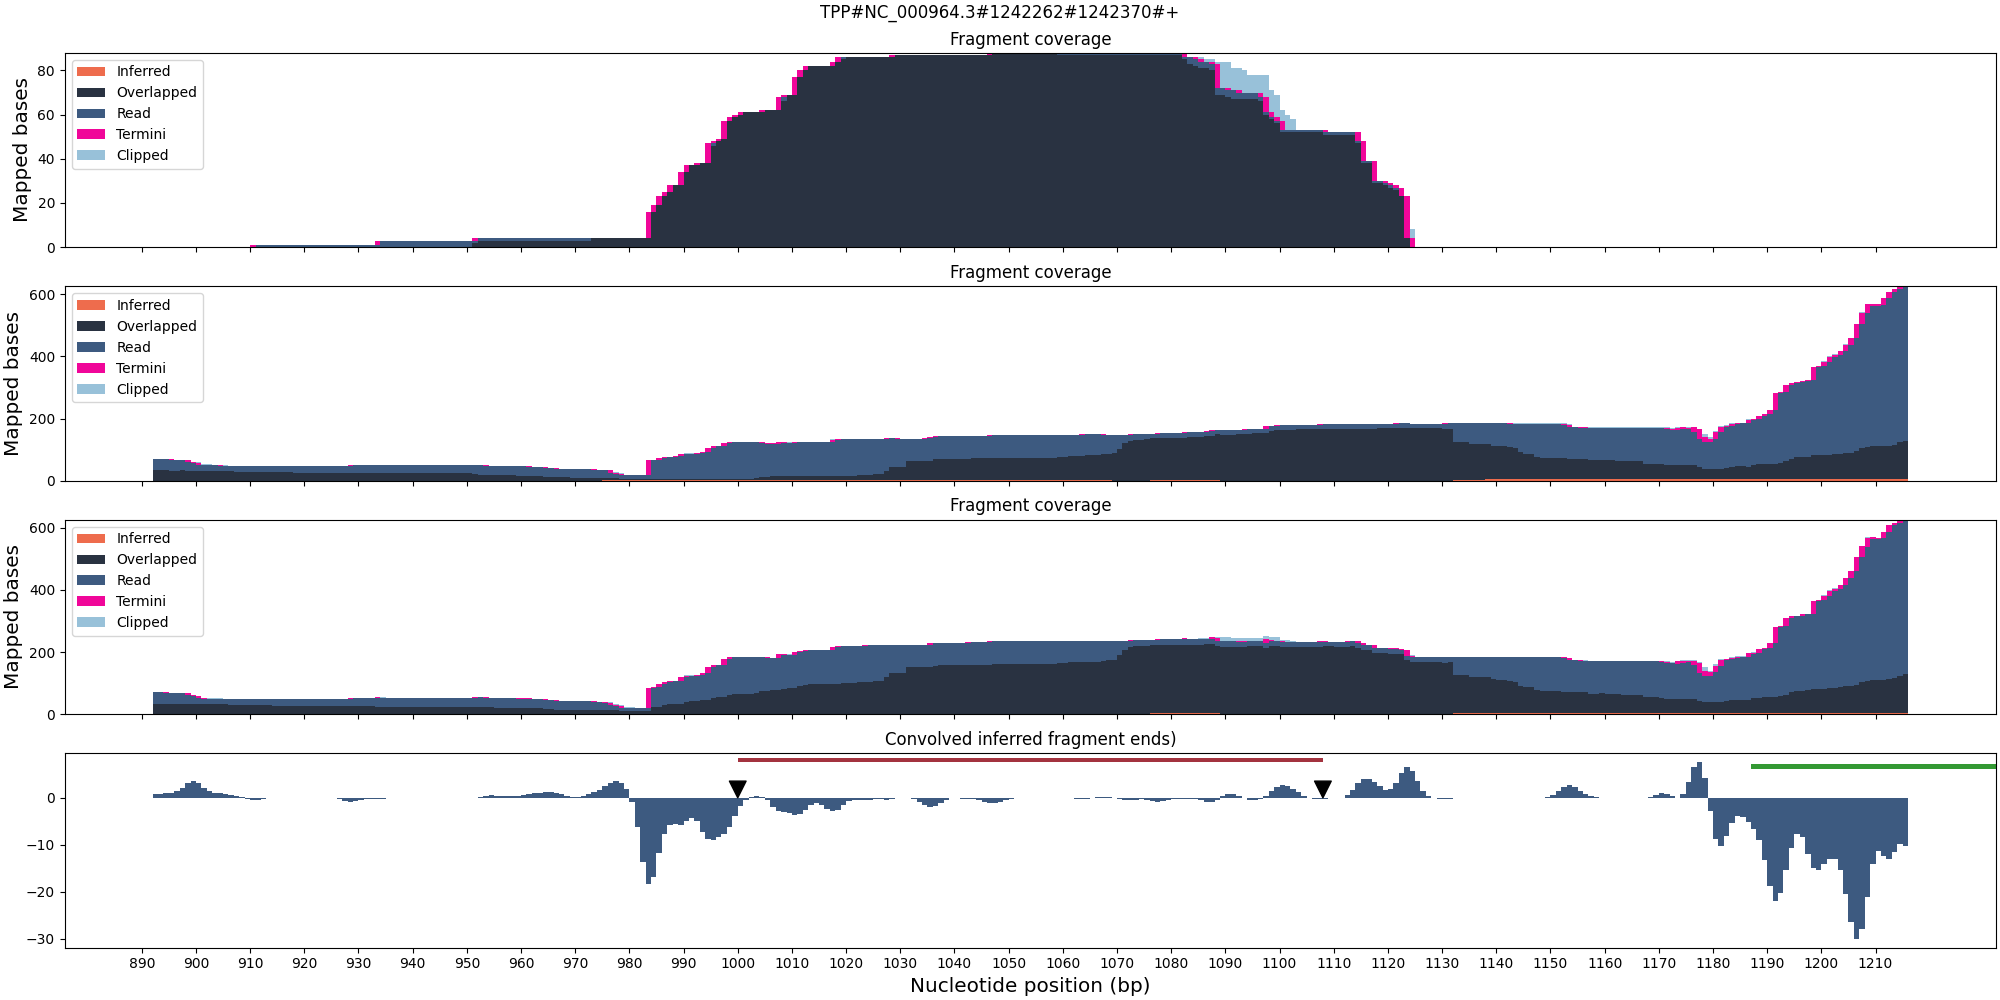 TPP#NC_000964.3#1242262#1242370#+
Fragment coverage
Mapped bases
80
60
40
20
0
Inferred
Overlapped
Read
Termini
Clipped
Fragment coverage
Mapped bases
600
400
200
0
Inferred
Overlapped
Read
Termini
Clipped
Fragment coverage
Mapped bases
600
400
200
0
Inferred
Overlapped
Read
Termini
Clipped
Convolved inferred fragment ends)
0
−10
−20
−30
890 900 910 920 930 940 950 960 970 980 990 1000 1010 1020 1030 1040 1050 1060 1070 1080 1090 1100 1110 1120 1130 1140 1150 1160 1170 1180 1190 1200 1210
Nucleotide position (bp)